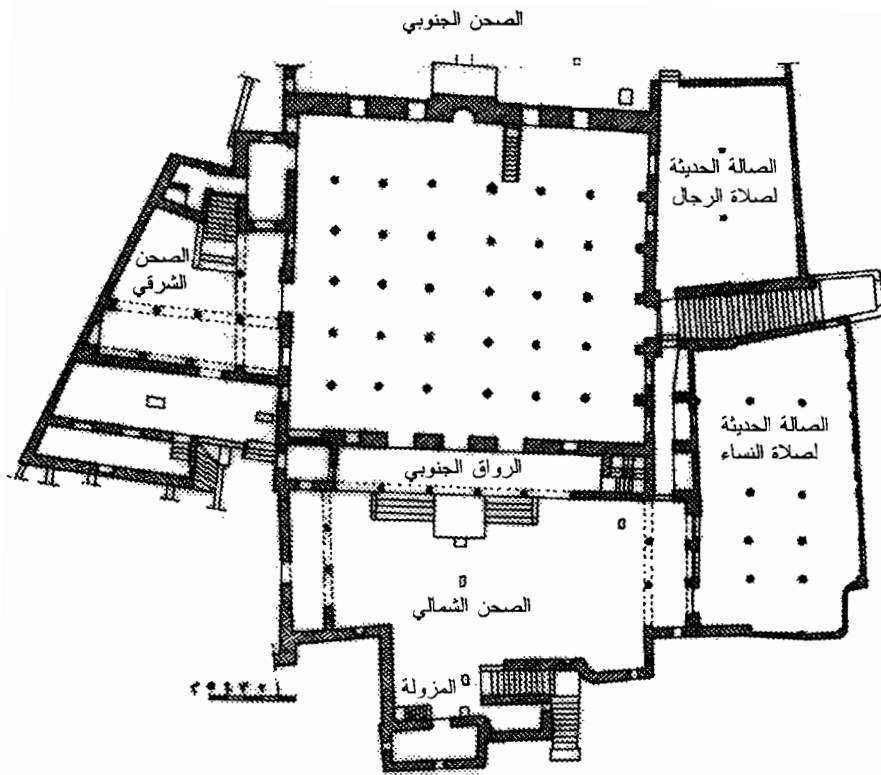 الصحن الجنوبي
الصالة الحديثة
لصلاة الرجال
الصحن
الشرقي
الصالة الحديثة
لصلاة النساء
الرواق الجنوبي
الصحن الشمالي
المزولة